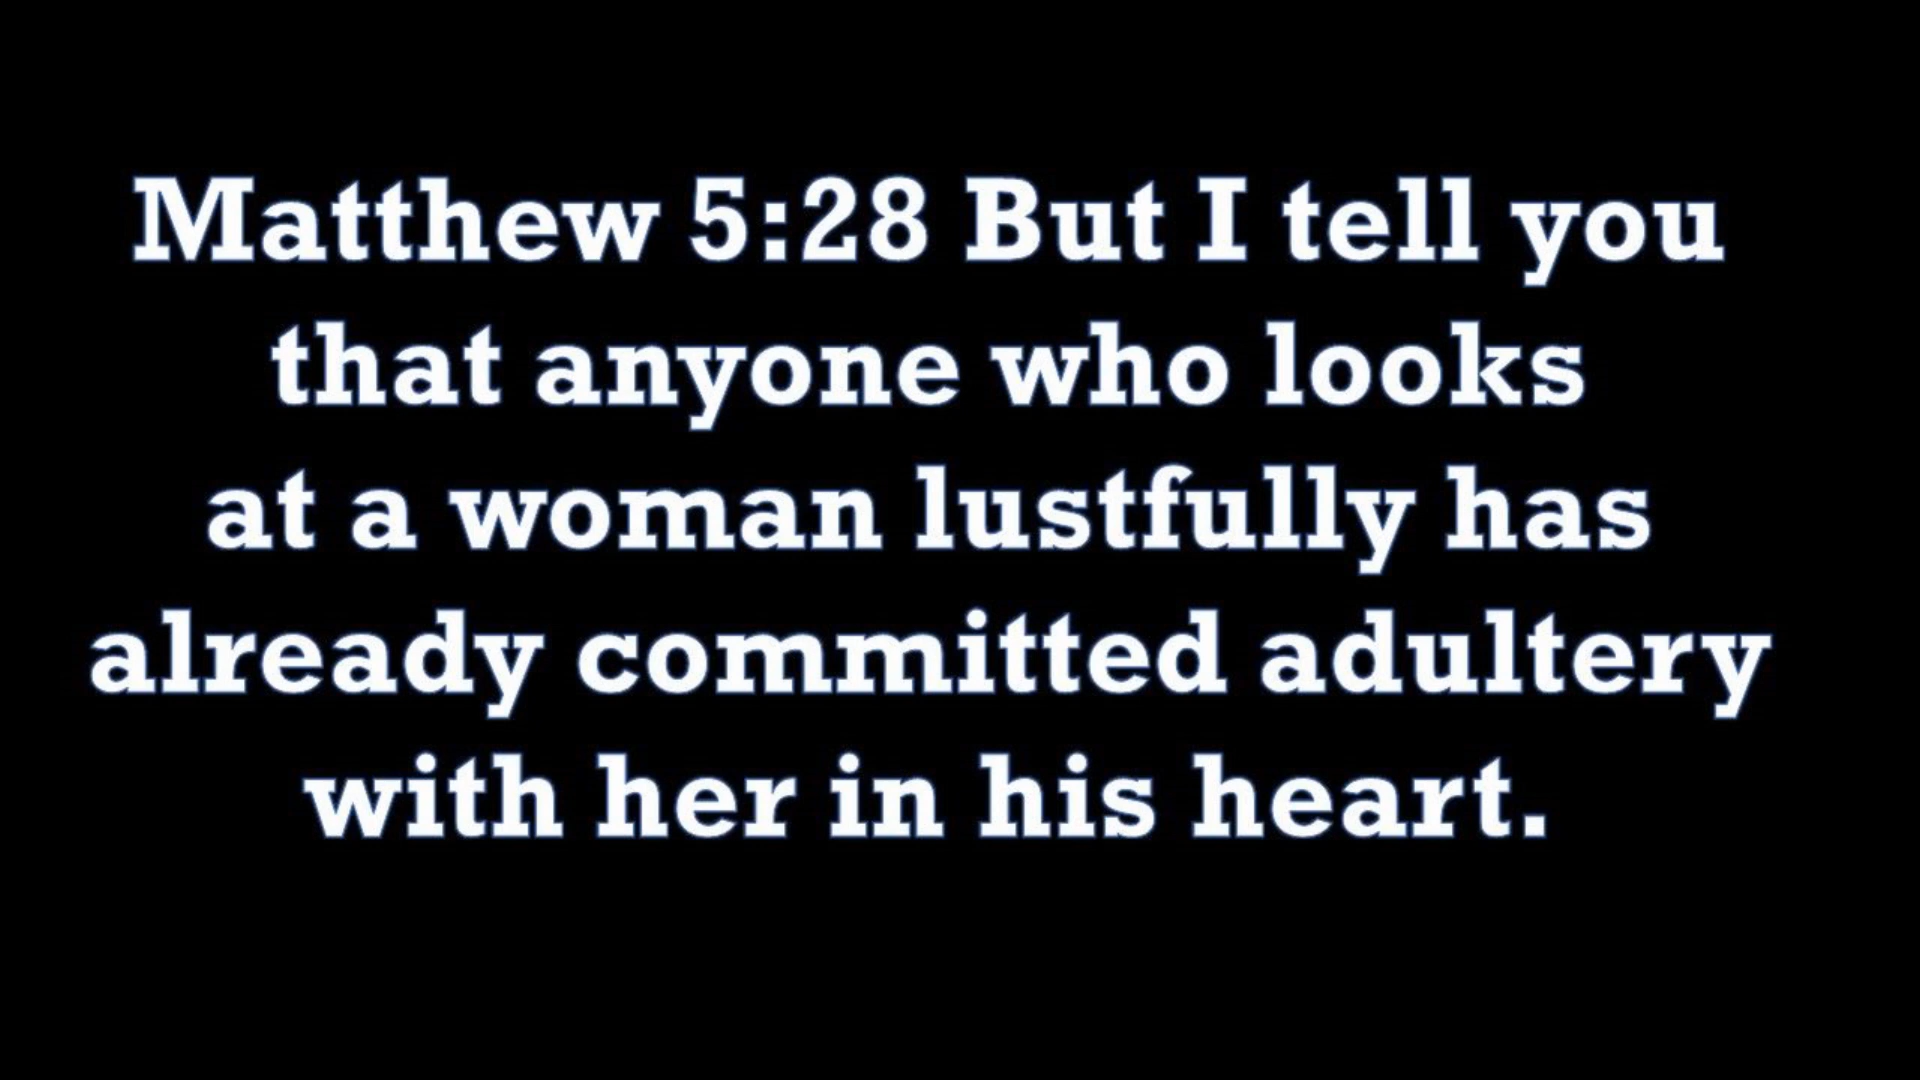 Matthew 5:28 But I tell you
that anyone who looks
at a woman lustfully has
already committed adultery
with her in his heart.